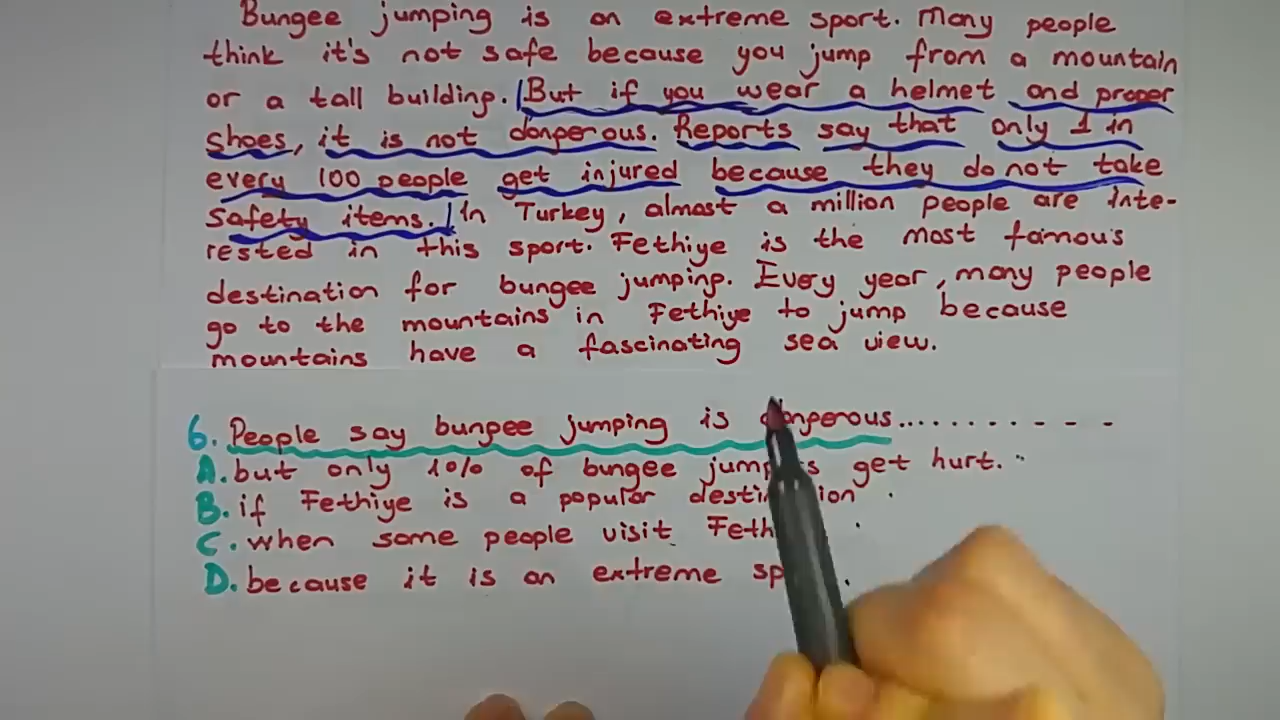 Bungee jumping is an extreme sport. Many people
think it's not safe because you jump from a mountain
or a tall building. But if you wear a helmet and proper
shoes, it is not dangerous. Reports say that only 1 in
every 100 people get injured because they do not take
safety items. In Turkey, almost a million people are inte-
rested in this sport. Fethiye is the most famous
destination for bungee jumping. Every year, many people
go to the mountains in Fethiye to jump because
mountains have a fascinating sea view.
6. People say bungee jumping is dangerous..........
A. but only 10% of bungee jumpers get hurt.
B. if Fethiye is a popular destination.
C. when some people visit
D. because it is an extreme